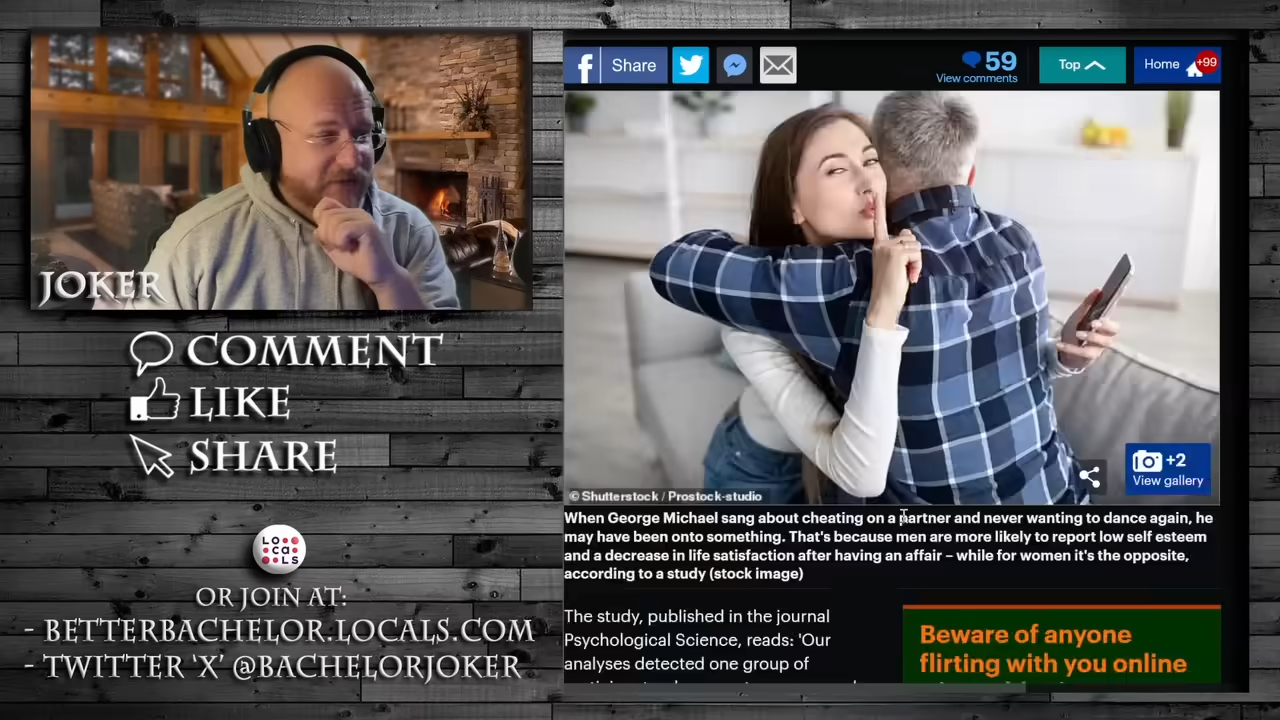 JOKER
COMMENT
LIKE
SHARE
LOCALS
OR JOIN AT:
- BETTERBACHELOR.LOCALS.COM
- TWITTER 'X' @BACHELORJOKER
f Share
59
View comments
Top
Home
+99
+2
View gallery
© Shutterstock / Prostock-studio
When George Michael sang about cheating on a partner and never wanting to dance again, he
may have been onto something. That's because men are more likely to report low self esteem
and a decrease in life satisfaction after having an affair – while for women it's the opposite,
according to a study (stock image)
The study, published in the journal
Psychological Science, reads: 'Our
analyses detected one group of
Beware of anyone
flirting with you online